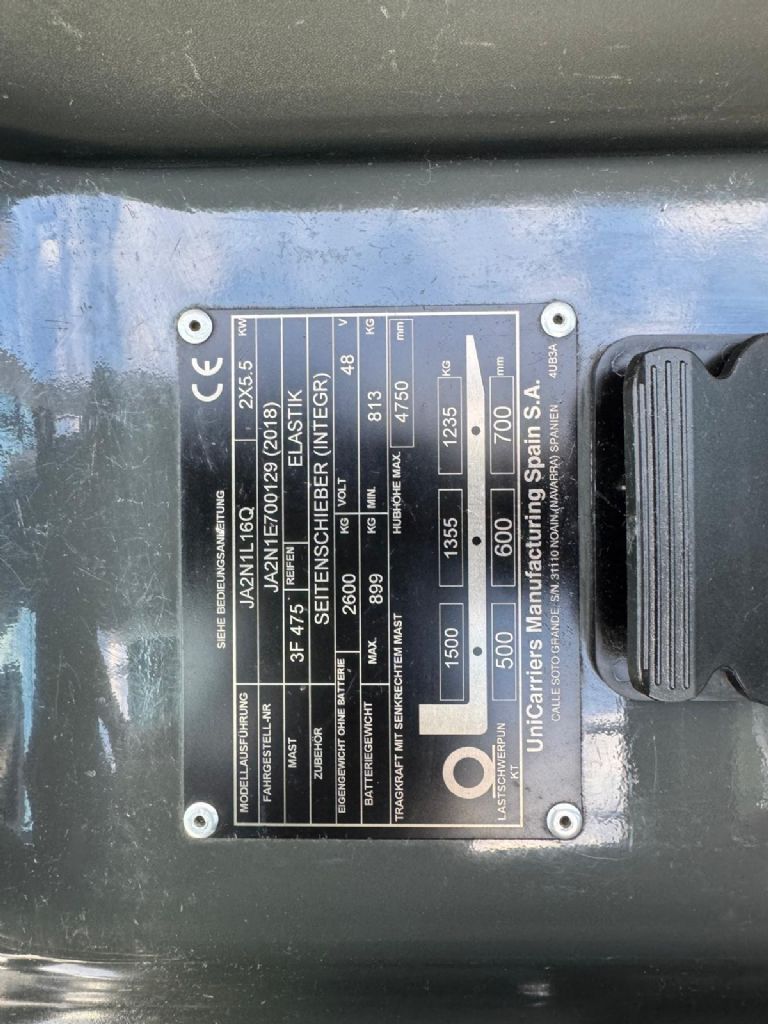 SIEHE BEDIEUNGSANLEITUNG CE
MODELLAUSFÜHRUNG JA2N1L16Q 2X5.5 KW
FAHRGESTELL-NR JA2N1E700129 (2018)
MAST 3F 475 REIFEN ELASTIK
ZUBEHÖR SEITENSCHIEBER (INTEGR)
EIGENGEWICHT OHNE BATTERIE 2600 KG VOLT 48 V
BATTERIEGEWICHT MAX. 899 KG MIN. 813 KG
TRAGKRAFT MIT SENKRECHTEM MAST HUBHÖHE MAX. 4750 mm
Q 1500 1355 1235 KG
LASTSCHWERPUN
KT 500 600 700 mm
UniCarriers Manufacturing Spain S.A.
CALLE SOTO GRANDE, S/N, 31110 NOAIN,(NAVARRA) SPANIEN 4UB3A